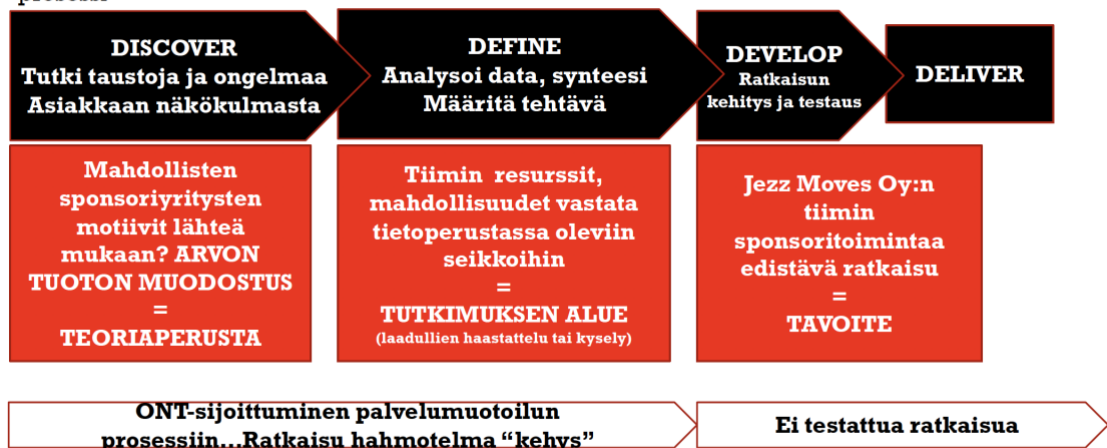 prosessi
DISCOVER
Tutki taustoja ja ongelmaa
Asiakkaan näkökulmasta
DEFINE
Analysoi data, synteesi
Määritä tehtävä
DEVELOP
Ratkaisun
kehitys ja testaus
DELIVER
Mahdollisten
sponsoriyritysten
motiivit lähteä
mukaan? ARVON
TUOTON MUODOSTUS
=
TEORIAPERUSTA
Tiimin resurssit,
mahdollisuudet vastata
tietoperustassa oleviin
seikkoihin
=
TUTKIMUKSEN ALUE
(laadullien haastattelu tai kysely)
Jezz Moves Oy:n
tiimin
sponsoritoimintaa
edistävä ratkaisu
=
TAVOITE
ONT-sijoittuminen palvelumuotoilun
prosessiin...Ratkaisu hahmotelma “kehys”
Ei testattua ratkaisua